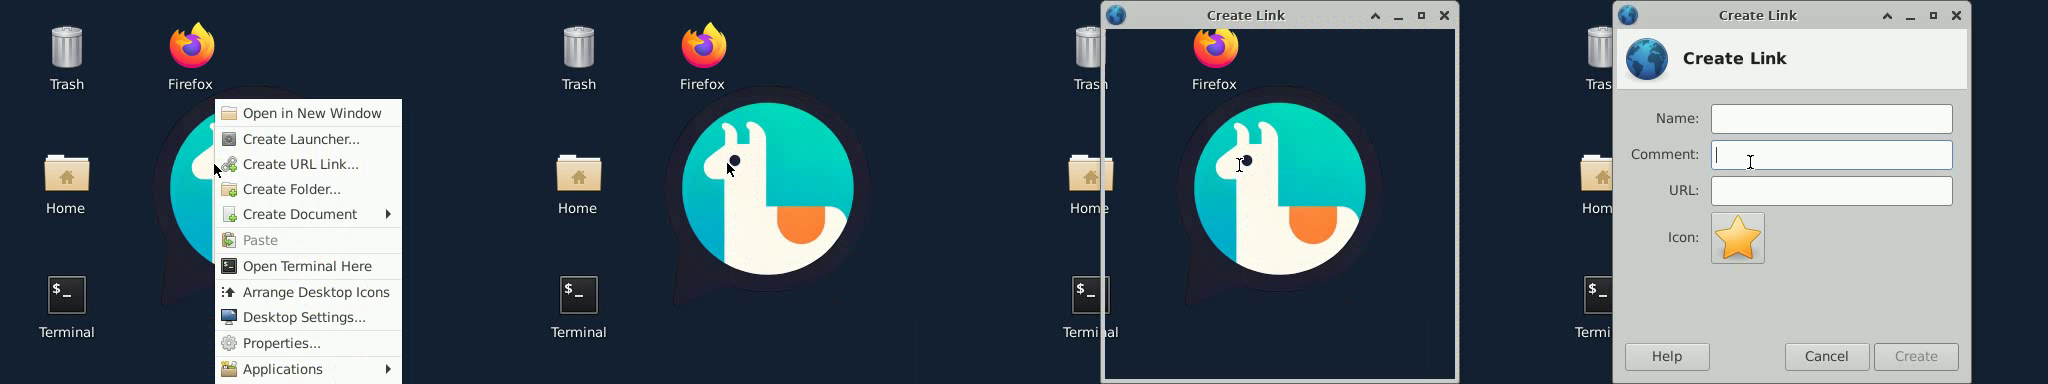 Trash
Firefox
Open in New Window
Create Launcher...
Create URL Link...
Home
Create Folder...
Create Document
Paste
Open Terminal Here
Arrange Desktop Icons
Terminal
Desktop Settings...
Properties...
Applications
$_
Trash
Firefox
Home
$_
Terminal
Create Link
Trash
Firefox
Home
$_
Terminal
Tras
Hom
$_
Termi
Create Link
Create Link
Name:
Comment:
URL:
Icon:
Help
Cancel
Create
$_